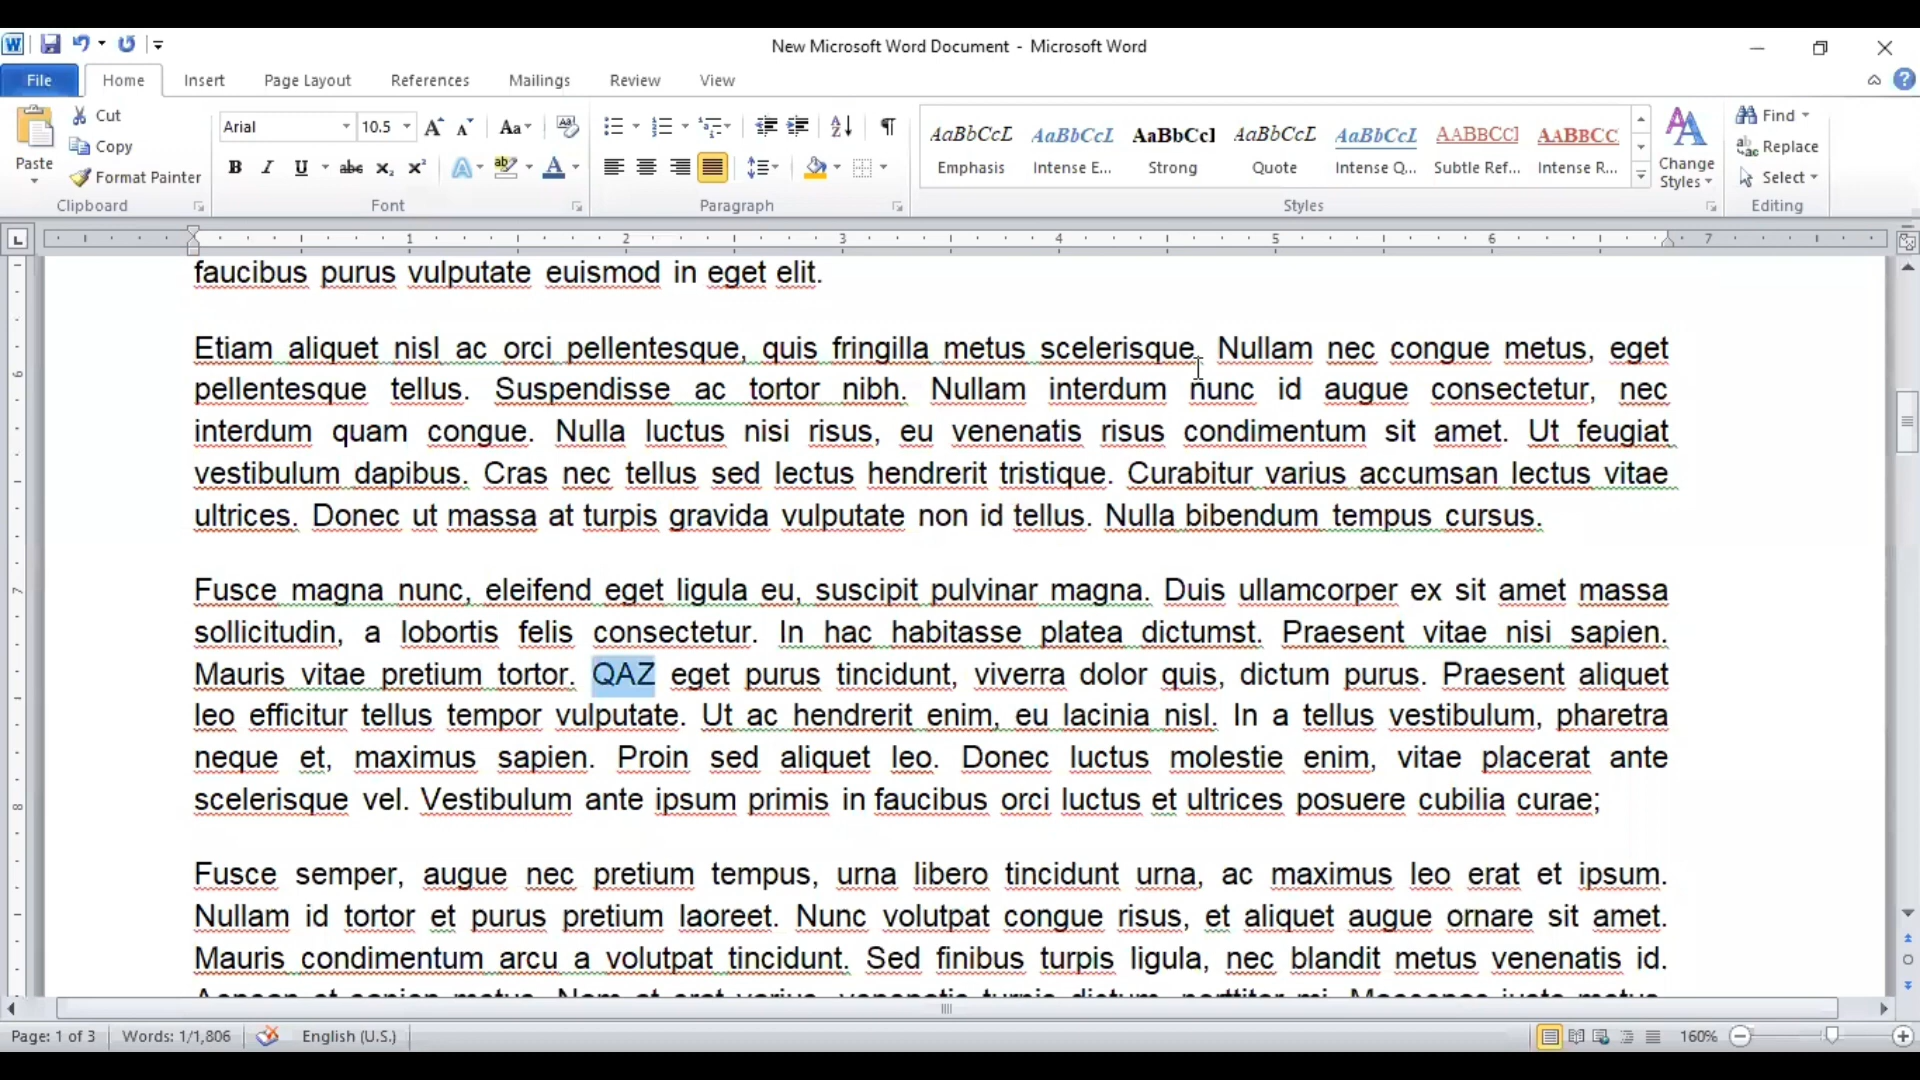 New Microsoft Word Document - Microsoft Word
File Home Insert Page Layout References Mailings Review View
Paste
Cut
Copy
Format Painter
Clipboard
Arial 10.5
Font
Paragraph
AaBbCcL AaBbCcL AaBbCcl AaBbCcL AaBbCcL AABBCCI AABBCC
Emphasis Intense E... Strong Quote Intense Q... Subtle Ref... Intense R...
Change
Styles
Styles
Find
Replace
Select
Editing
1 2 3 4 5 6 7
faucibus purus vulputate euismod in eget elit.
Etiam aliquet nisl ac orci pellentesque, quis fringilla metus scelerisque. Nullam nec congue metus, eget
pellentesque tellus. Suspendisse ac tortor nibh. Nullam interdum nunc id augue consectetur, nec
interdum quam congue. Nulla luctus nisi risus, eu venenatis risus condimentum sit amet. Ut feugiat
vestibulum dapibus. Cras nec tellus sed lectus hendrerit tristique. Curabitur varius accumsan lectus vitae
ultrices. Donec ut massa at turpis gravida vulputate non id tellus. Nulla bibendum tempus cursus.
Fusce magna nunc, eleifend eget ligula eu, suscipit pulvinar magna. Duis ullamcorper ex sit amet massa
sollicitudin, a lobortis felis consectetur. In hac habitasse platea dictumst. Praesent vitae nisi sapien.
Mauris vitae pretium tortor. QAZ eget purus tincidunt, viverra dolor quis, dictum purus. Praesent aliquet
leo efficitur tellus tempor vulputate. Ut ac hendrerit enim, eu lacinia nisl. In a tellus vestibulum, pharetra
neque et, maximus sapien. Proin sed aliquet leo. Donec luctus molestie enim, vitae placerat ante
scelerisque vel. Vestibulum ante ipsum primis in faucibus orci luctus et ultrices posuere cubilia curae;
Fusce semper, augue nec pretium tempus, urna libero tincidunt urna, ac maximus leo erat et ipsum.
Nullam id tortor et purus pretium laoreet. Nunc volutpat congue risus, et aliquet augue ornare sit amet.
Mauris condimentum arcu a volutpat tincidunt. Sed finibus turpis ligula, nec blandit metus venenatis id.
Page: 1 of 3 Words: 1/1,806 English (U.S.) 160%